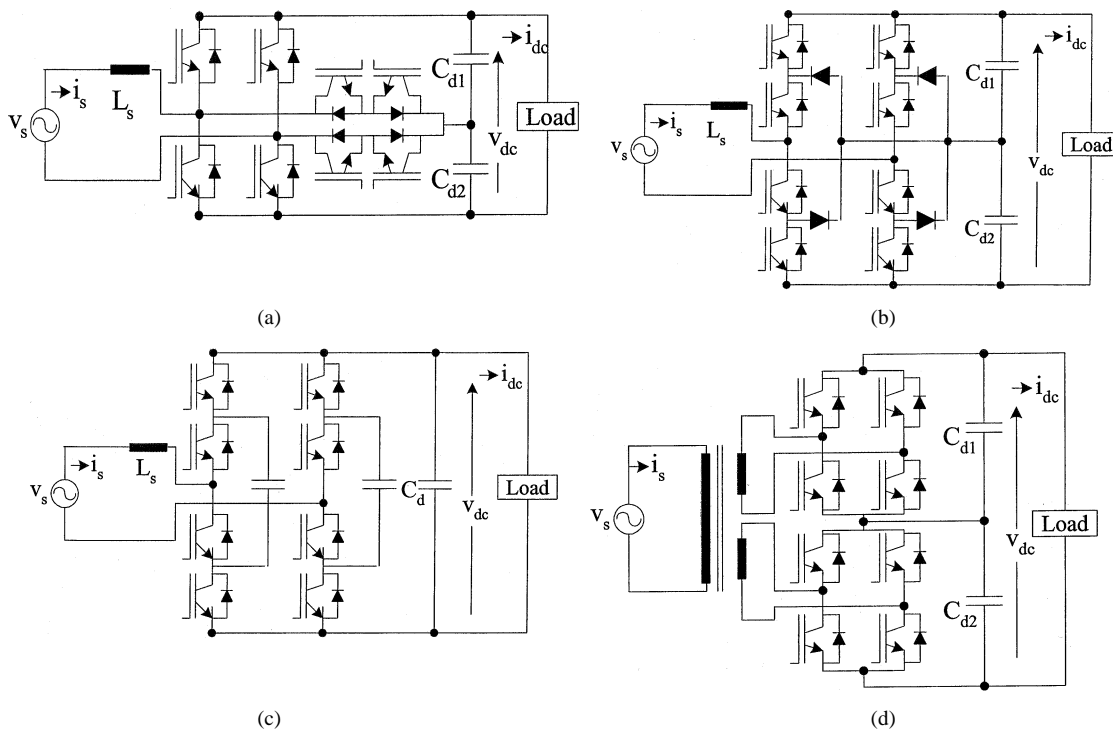 i_dc
C_d1
i_s
L_s
v_s
v_dc
Load
C_d2
(a)
i_dc
C_d1
i_s
L_s
v_s
v_dc
Load
C_d2
(b)
i_dc
i_s
L_s
v_s
C_d
v_dc
Load
(c)
i_dc
C_d1
i_s
v_s
v_dc
Load
C_d2
(d)